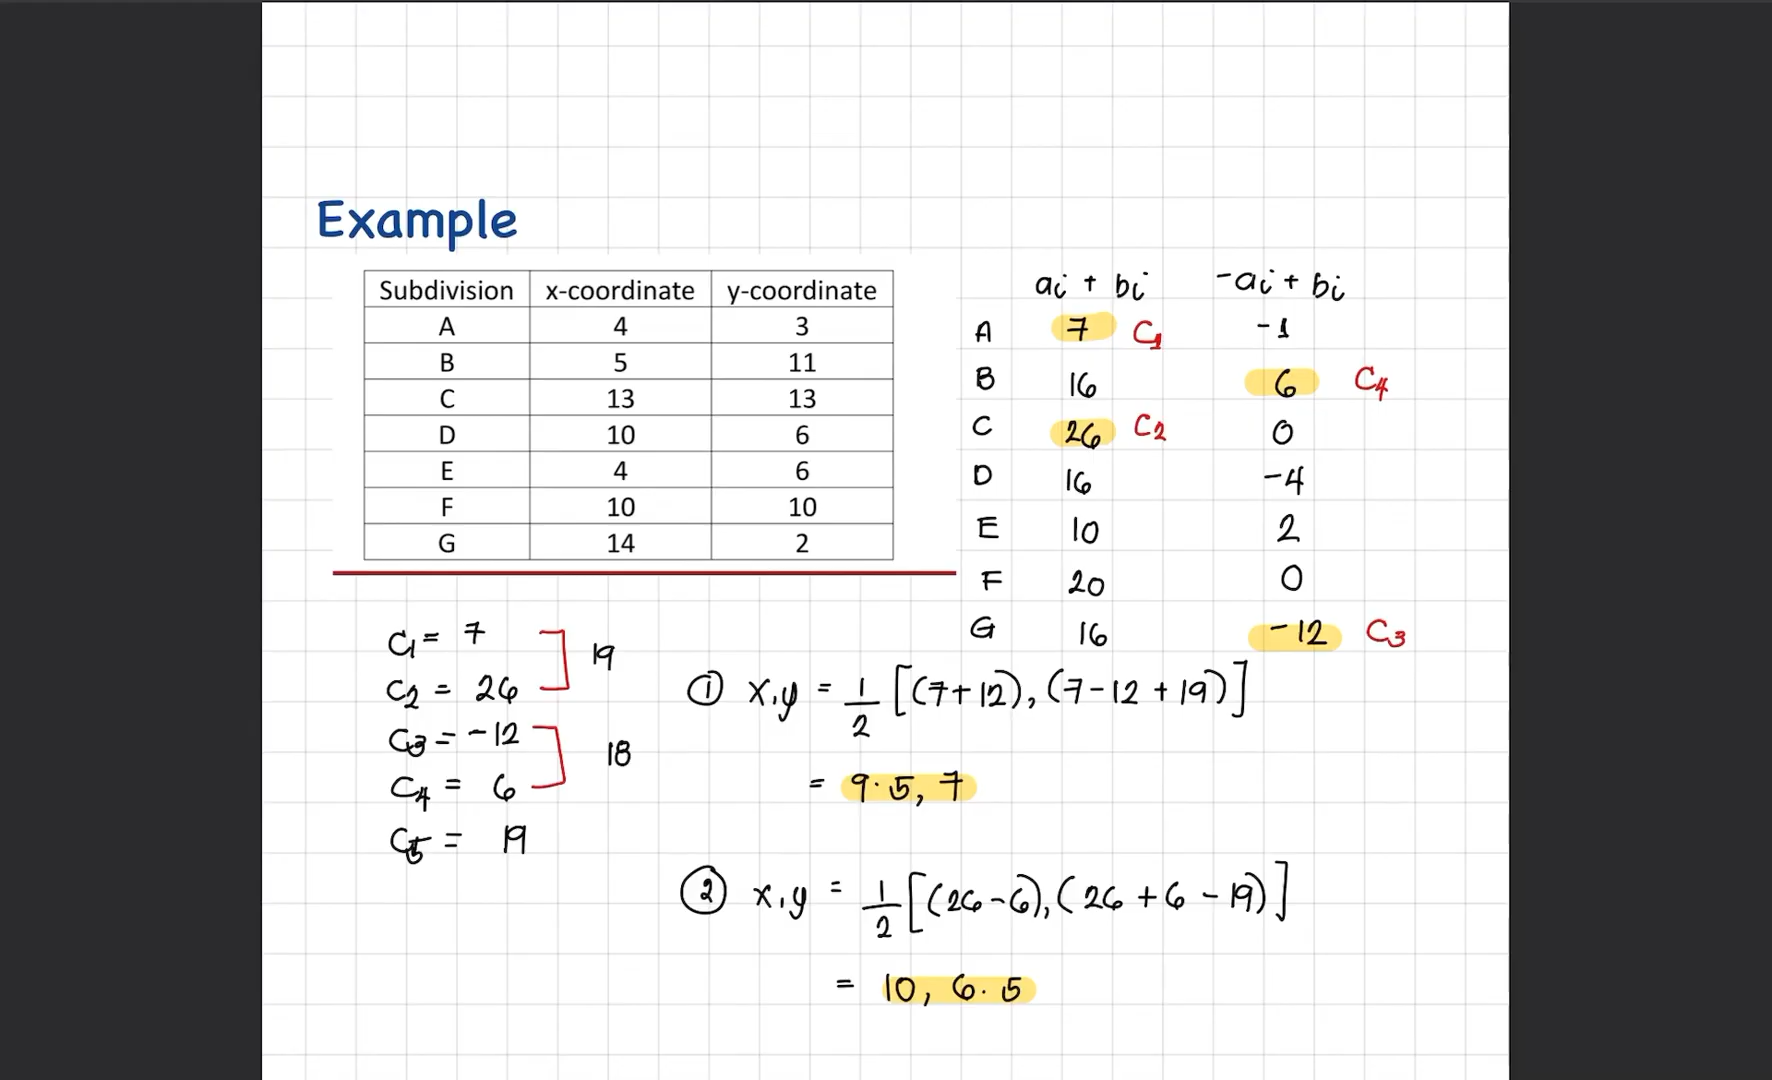 Example
Subdivision x-coordinate y-coordinate
A 4 3
B 5 11
C 13 13
D 10 6
E 4 6
F 10 10
G 14 2
ai + bi -ai + bi
A 7 C1 -1
B 16 6 C4
C 26 C2 0
D 16 -4
E 10 2
F 20 0
G 16 -12 C3
C1 = 7
C2 = 26
19
C3 = -12
C4 = 6
18
C5 = 19
① x,y = 1/2 [(7+12), (7-12+19)]
= 9.5, 7
② x,y = 1/2 [(26-6), (26+6-19)]
= 10, 6.5